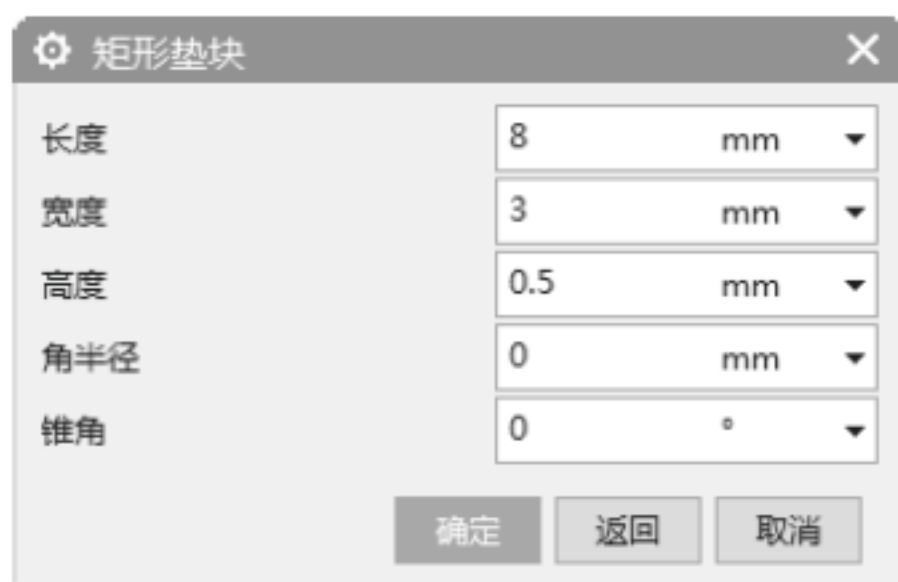 矩形垫块
长度 8 mm
宽度 3 mm
高度 0.5 mm
角半径 0 mm
锥角 0 °
确定 返回 取消